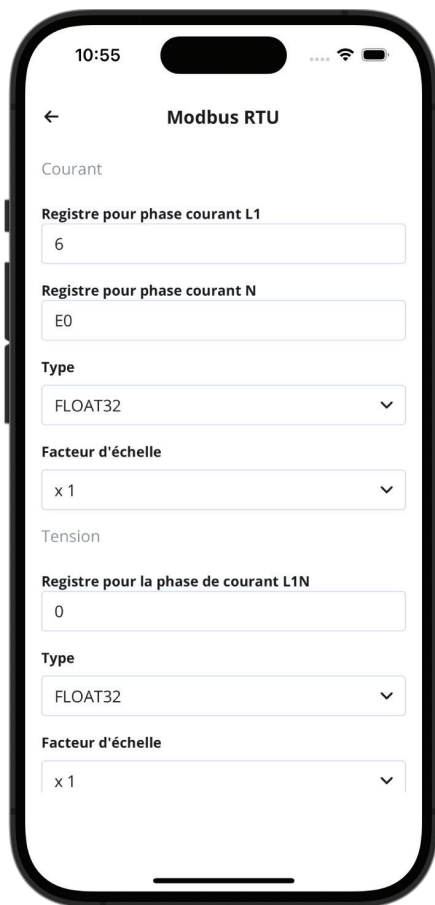 10:55
Modbus RTU
Courant
Registre pour phase courant L1
6
Registre pour phase courant N
E0
Type
FLOAT32
Facteur d'échelle
x 1
Tension
Registre pour la phase de courant L1N
0
Type
FLOAT32
Facteur d'échelle
x 1